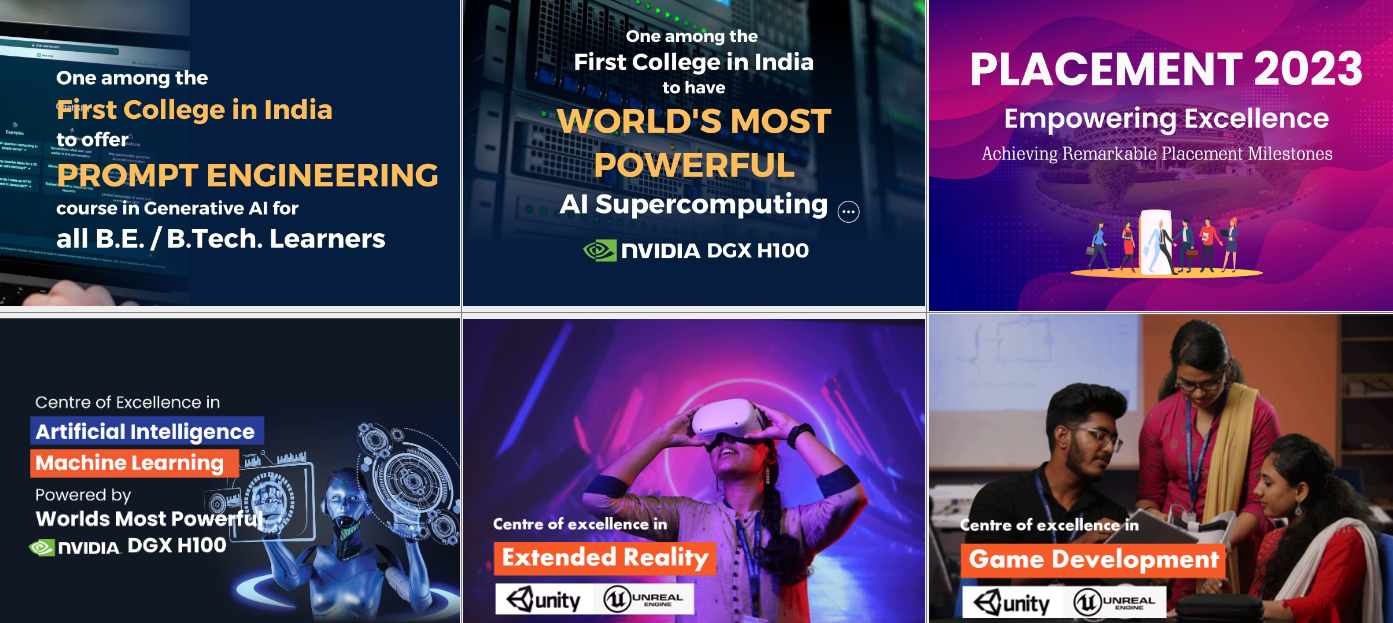 One among the
First College in India
to offer
PROMPT ENGINEERING
course in Generative AI for
all B.E. / B.Tech. Learners
One among the
First College in India
to have
WORLD'S MOST
POWERFUL
AI Supercomputing
NVIDIA DGX H100
PLACEMENT 2023
Empowering Excellence
Achieving Remarkable Placement Milestones
Centre of Excellence in
Artificial Intelligence
Machine Learning
Powered by
Worlds Most Powerful
NVIDIA. DGX H100
Centre of excellence in
Extended Reality
unity UNREAL ENGINE
Centre of excellence in
Game Development
unity UNREAL ENGINE